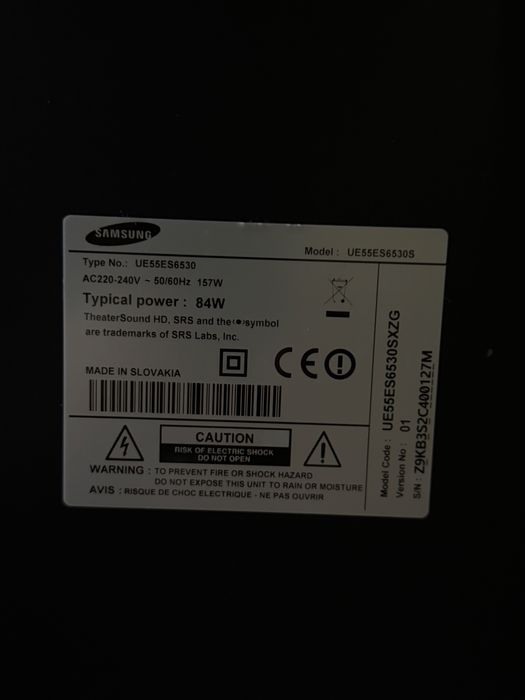 SAMSUNG
Model : UE55ES6530S
Type No.: UE55ES6530
AC220-240V ~ 50/60Hz 157W
Typical power : 84W
TheaterSound HD, SRS and the symbol
are trademarks of SRS Labs, Inc.
MADE IN SLOVAKIA
CE
CAUTION
RISK OF ELECTRIC SHOCK
DO NOT OPEN
WARNING : TO PREVENT FIRE OR SHOCK HAZARD
DO NOT EXPOSE THIS UNIT TO RAIN OR MOISTURE
AVIS : RISQUE DE CHOC ELECTRIQUE - NE PAS OUVRIR
Model Code : UE55ES6530SXZG
Version No : 01
S/N : Z9KB3S2C400127M